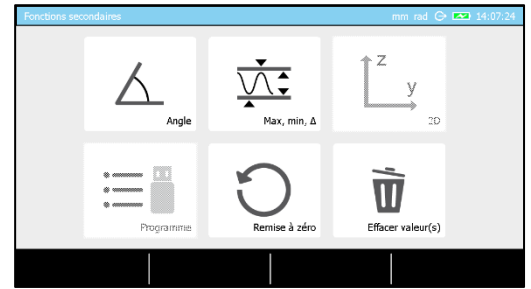 Fonctions secondaires
mm rad 14:07:24
Angle
Max, min, Δ
z
y
2D
Programme
Remise à zéro
Effacer valeur(s)